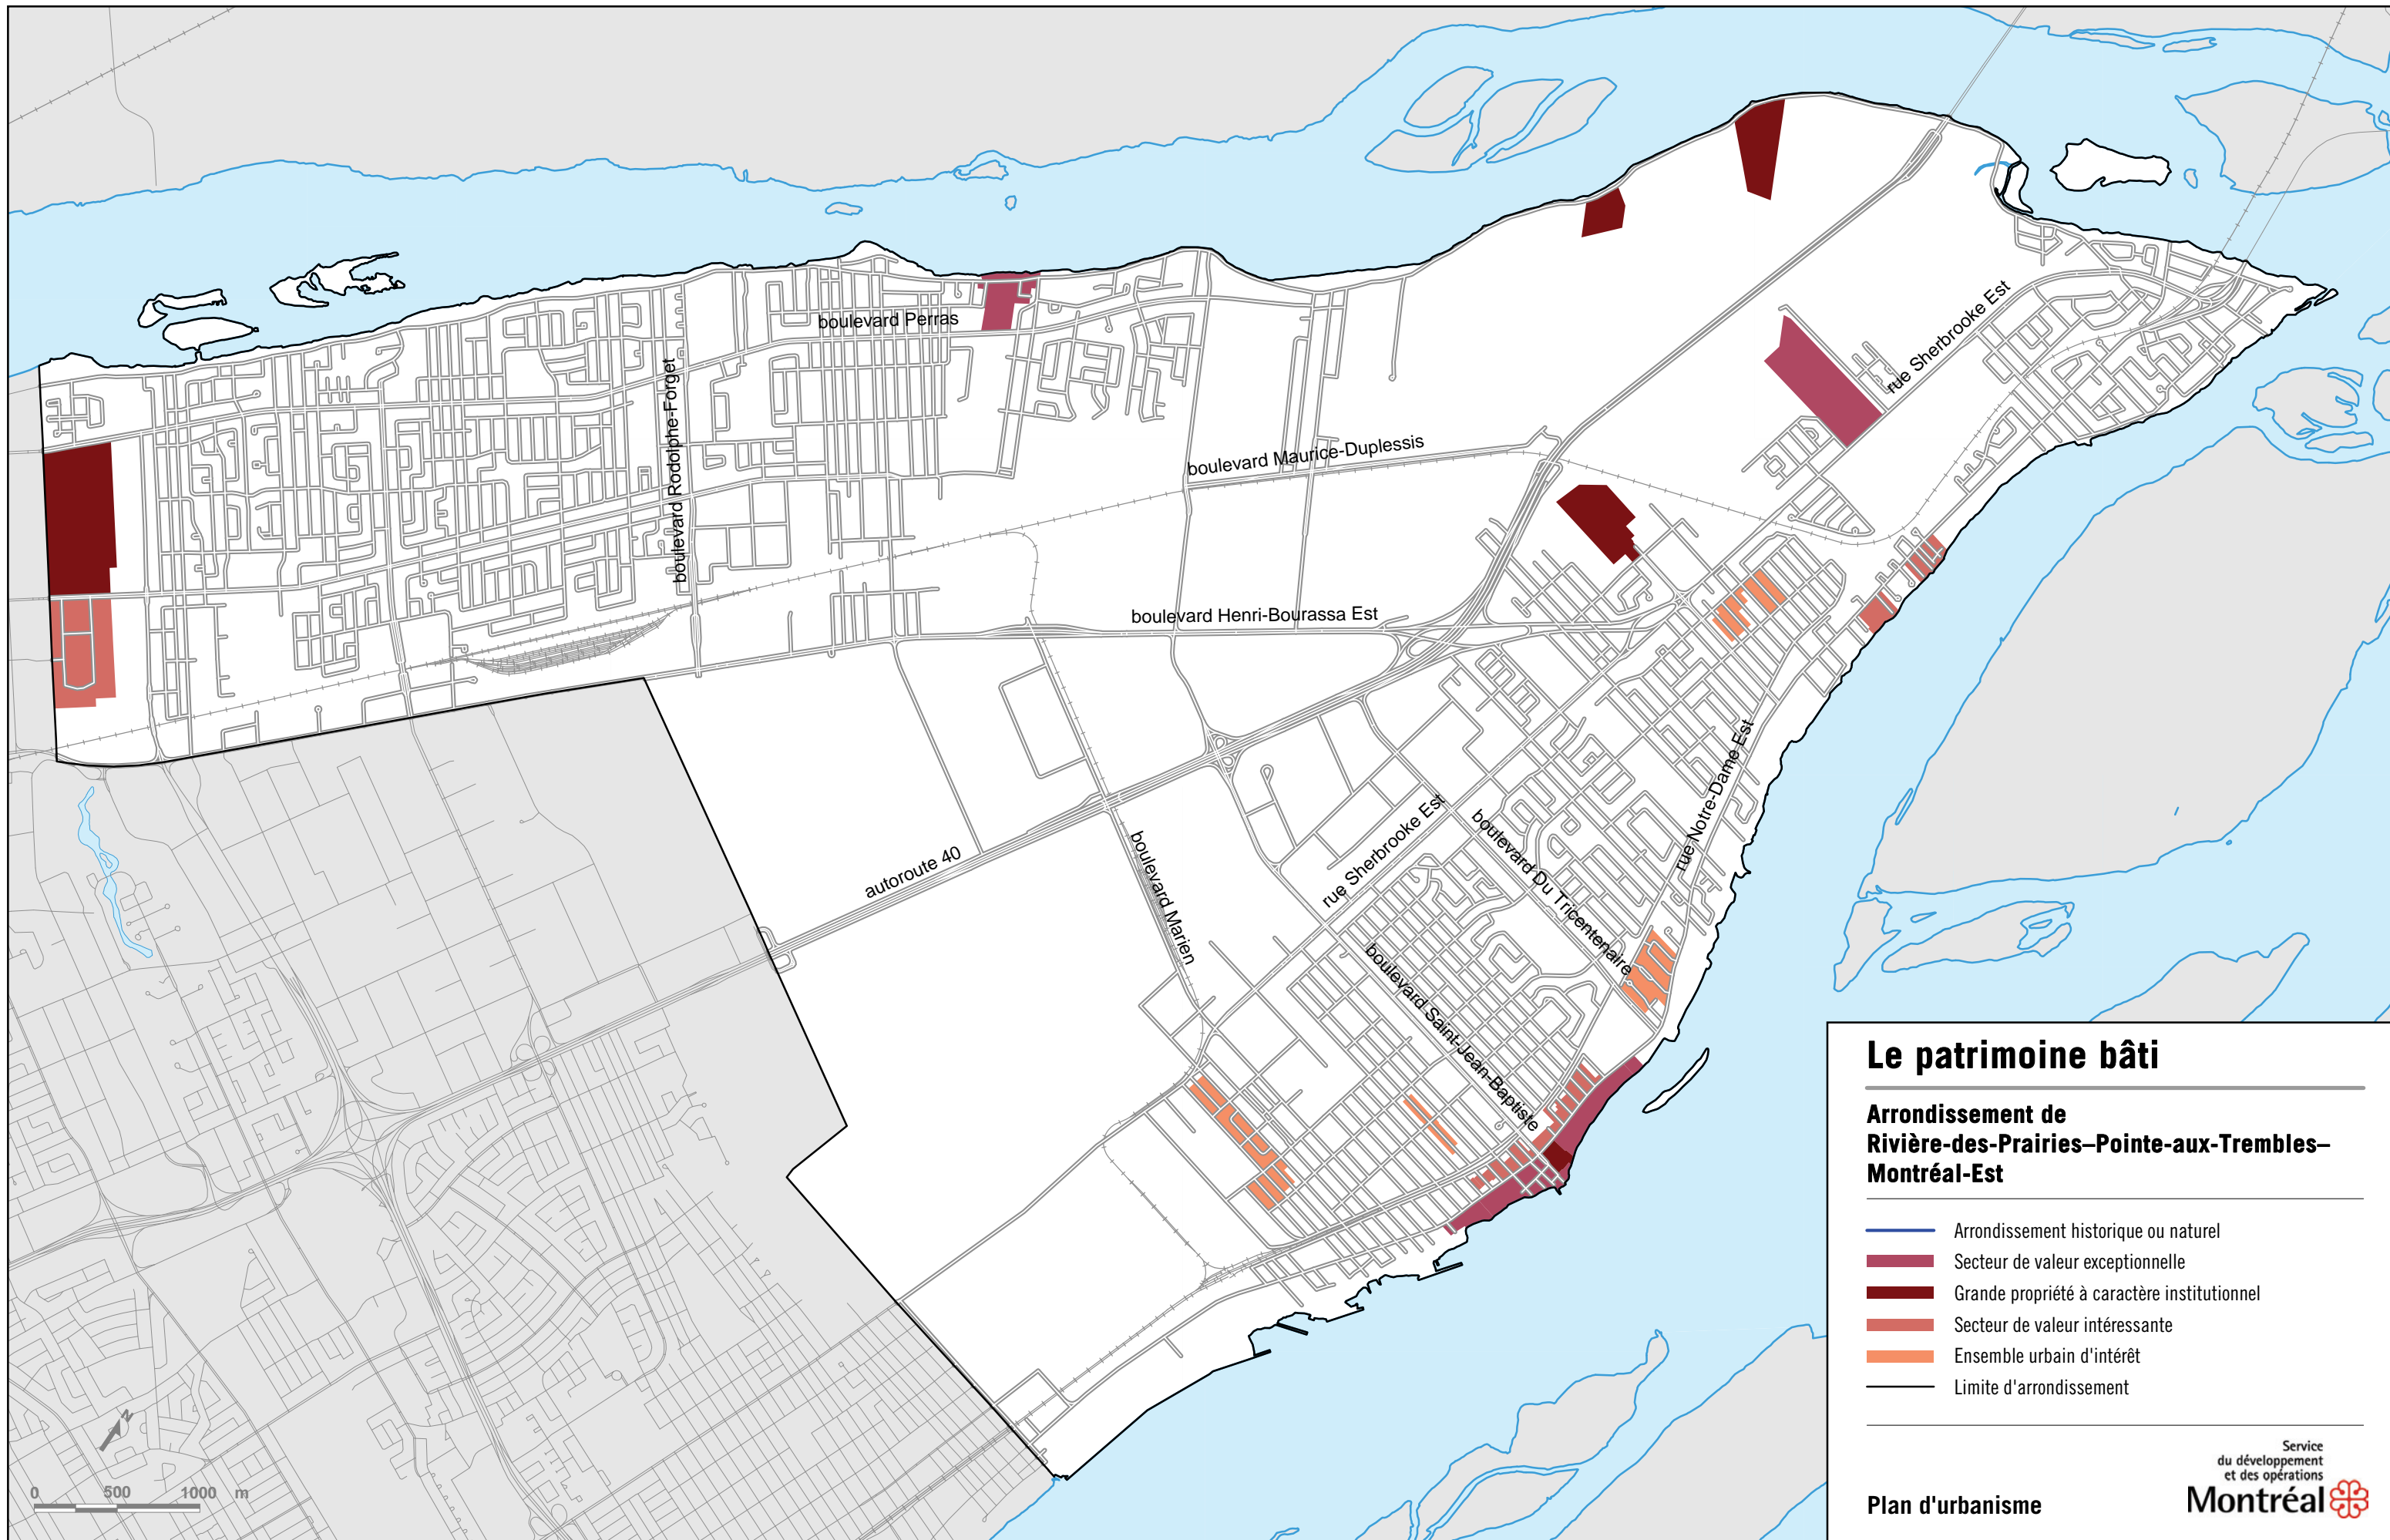 boulevard Perras
boulevard Rodolphe-Forget
rue Sherbrooke Est
boulevard Maurice-Duplessis
boulevard Henri-Bourassa Est
rue Notre-Dame Est
autoroute 40
boulevard Marien
rue Sherbrooke Est
boulevard Du Tricentenaire
boulevard Saint-Jean-Baptiste
N
0 500 1000 m
Le patrimoine bâti
Arrondissement de
Rivière-des-Prairies–Pointe-aux-Trembles–
Montréal-Est
Arrondissement historique ou naturel
Secteur de valeur exceptionnelle
Grande propriété à caractère institutionnel
Secteur de valeur intéressante
Ensemble urbain d'intérêt
Limite d'arrondissement
Service
du développement
et des opérations
Plan d'urbanisme
Montréal